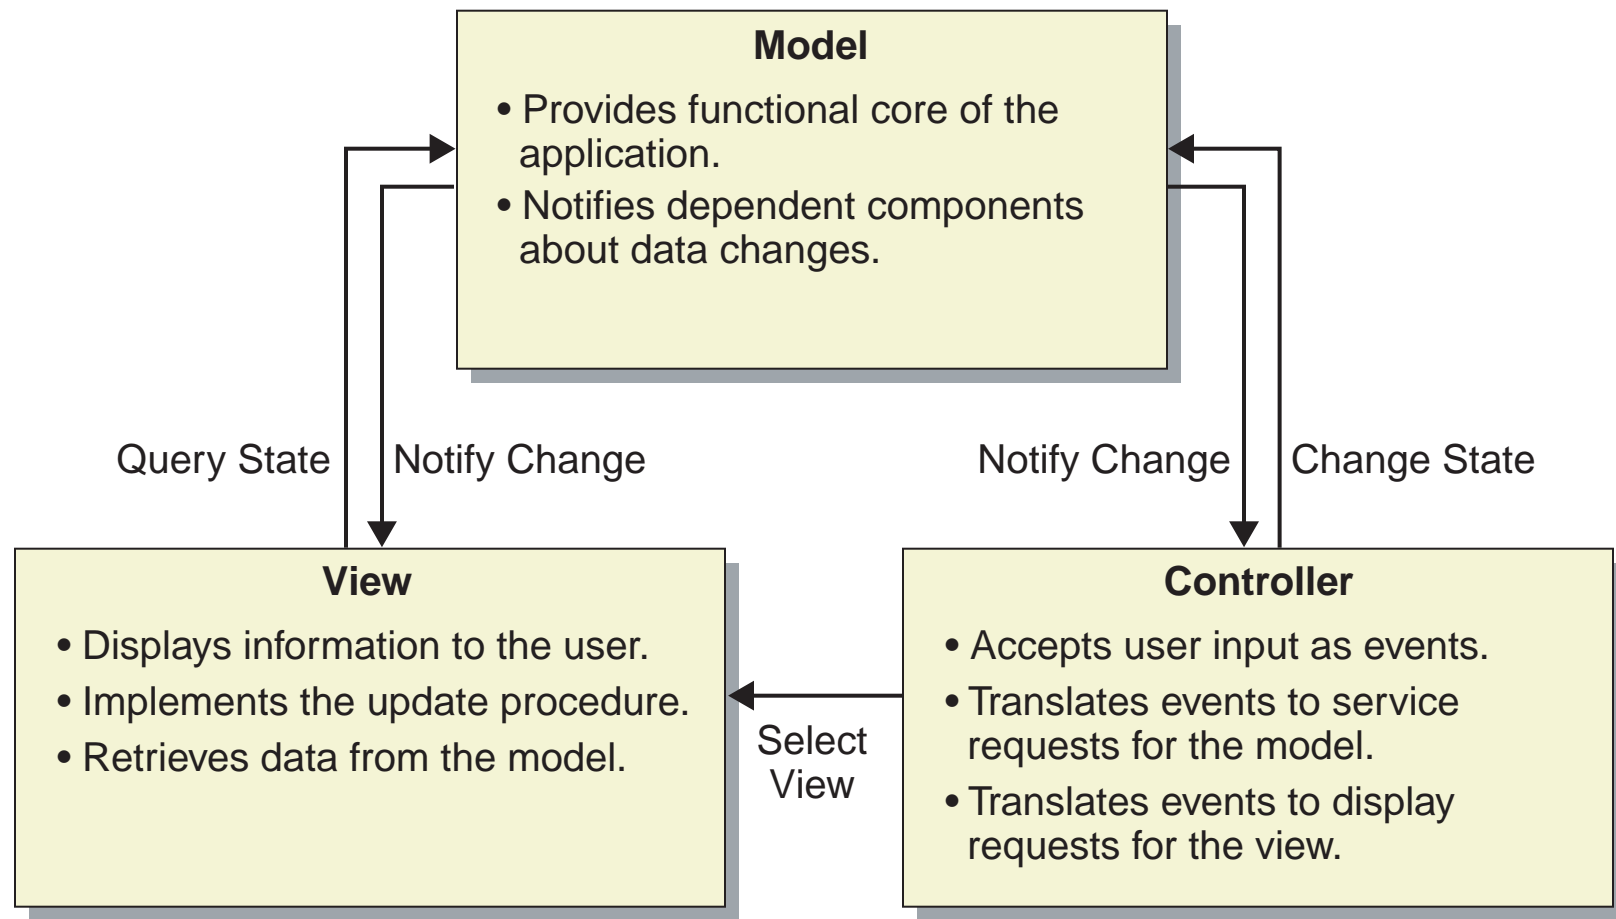 Model
• Provides functional core of the
application.
• Notifies dependent components
about data changes.
Query State
Notify Change
Notify Change
Change State
View
• Displays information to the user.
• Implements the update procedure.
• Retrieves data from the model.
Select
View
Controller
• Accepts user input as events.
• Translates events to service
requests for the model.
• Translates events to display
requests for the view.